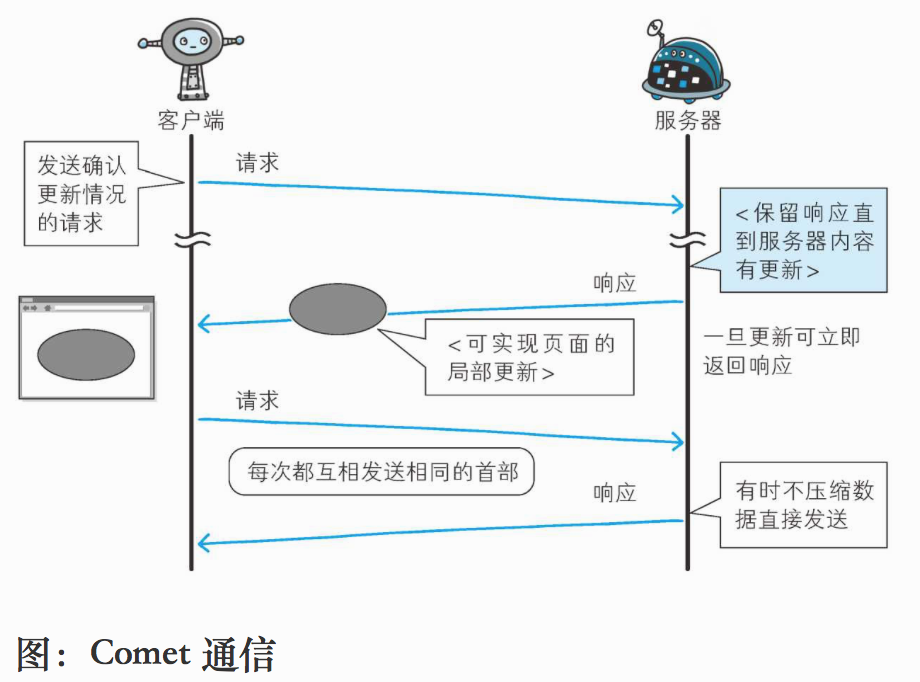 客户端
服务器
发送确认
更新情况
的请求
请求
<保留响应直
到服务器内容
有更新>
响应
<可实现页面的
局部更新>
一旦更新可立即
返回响应
请求
每次都互相发送相同的首部
响应
有时不压缩数
据直接发送
图：Comet 通信